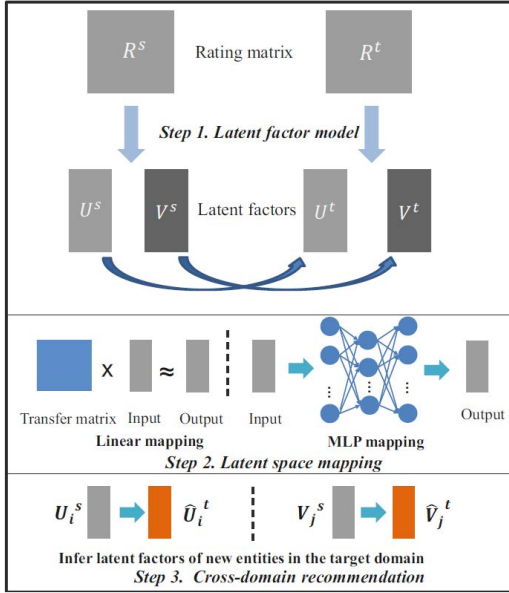 R^s Rating matrix R^t
Step 1. Latent factor model
U^s V^s Latent factors U^t V^t
X ≈
Transfer matrix Input Output Input Output
Linear mapping MLP mapping
Step 2. Latent space mapping
U_i^s Û_i^t V_j^s V̂_j^t
Infer latent factors of new entities in the target domain
Step 3. Cross-domain recommendation